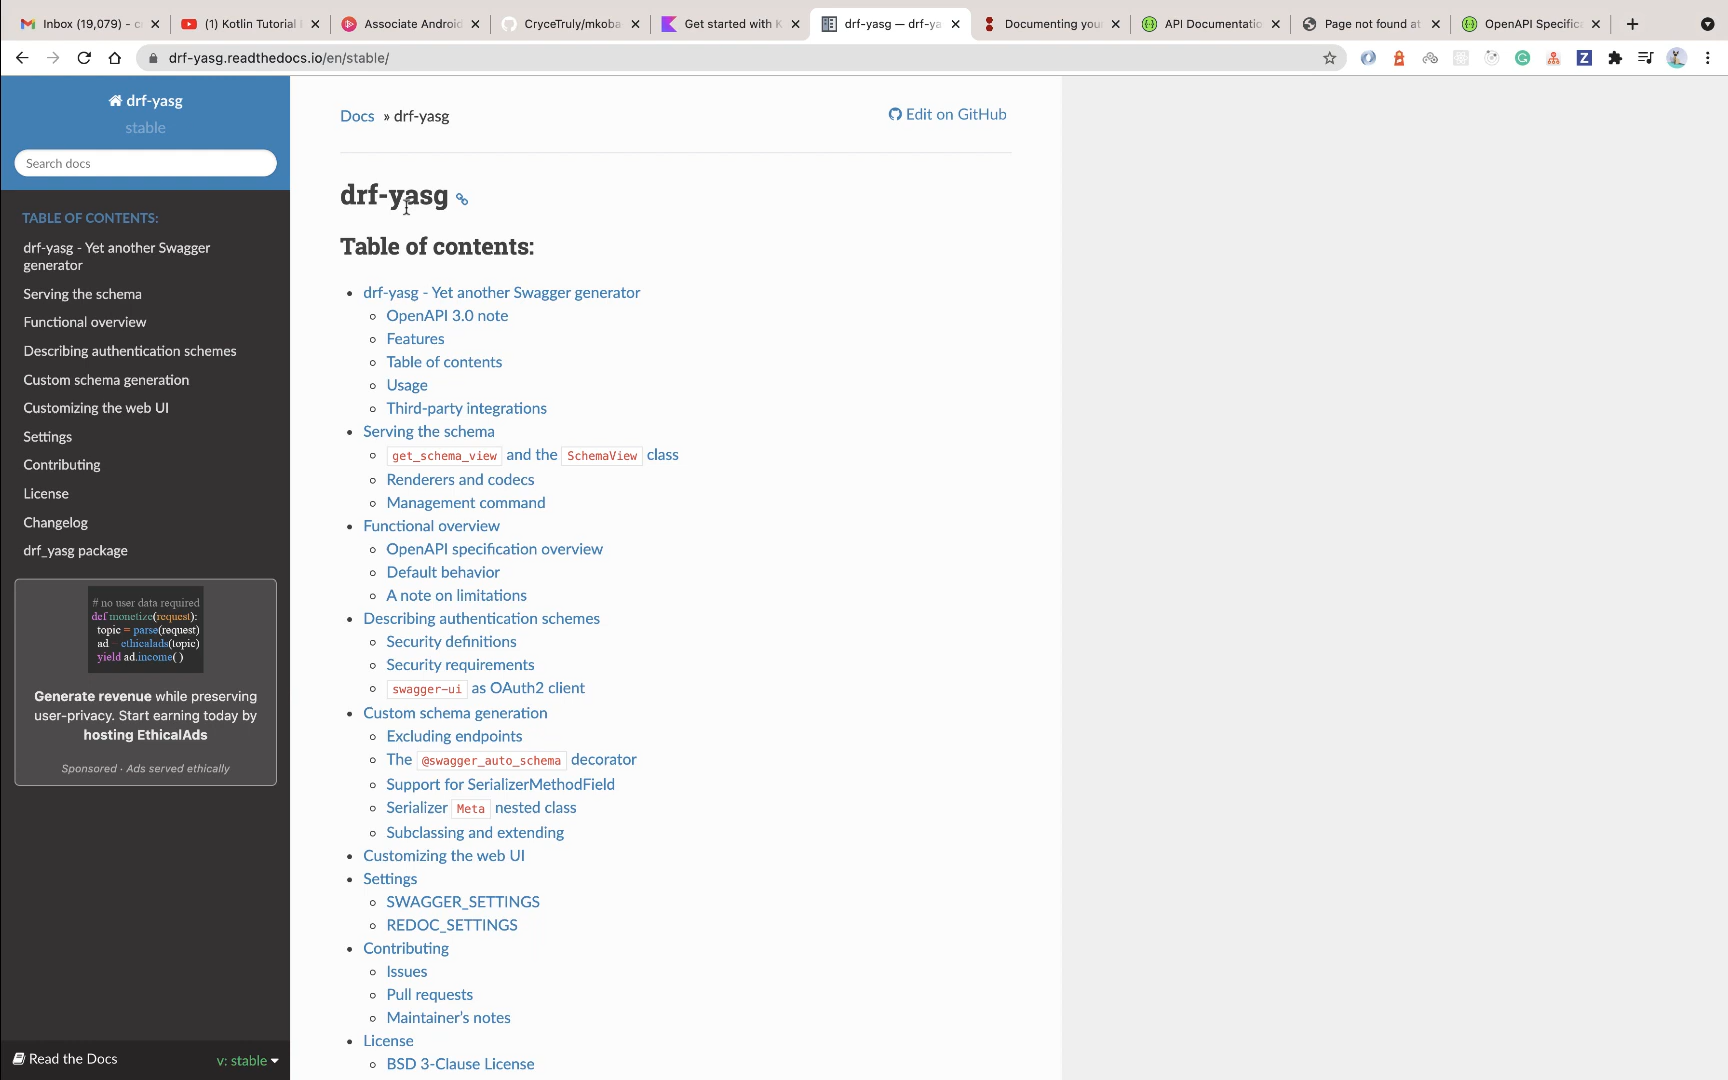 Inbox (19,079) - c
(1) Kotlin Tutorial
Associate Android
CryceTruly/mkoba
Get started with K
drf-yasg — drf-ya
Documenting you
API Documentatio
Page not found at
OpenAPI Specific
drf-yasg.readthedocs.io/en/stable/
drf-yasg
stable
Search docs
TABLE OF CONTENTS:
drf-yasg - Yet another Swagger
generator
Serving the schema
Functional overview
Describing authentication schemes
Custom schema generation
Customizing the web UI
Settings
Contributing
License
Changelog
drf_yasg package
# no user data required
def monetize(request):
topic = parse(request)
ad = ethicalads(topic)
yield ad.income()
Generate revenue while preserving
user-privacy. Start earning today by
hosting EthicalAds
Sponsored · Ads served ethically
Read the Docs
v: stable
Docs » drf-yasg
Edit on GitHub
drf-yasg
Table of contents:
drf-yasg - Yet another Swagger generator
OpenAPI 3.0 note
Features
Table of contents
Usage
Third-party integrations
Serving the schema
get_schema_view and the SchemaView class
Renderers and codecs
Management command
Functional overview
OpenAPI specification overview
Default behavior
A note on limitations
Describing authentication schemes
Security definitions
Security requirements
swagger-ui as OAuth2 client
Custom schema generation
Excluding endpoints
The @swagger_auto_schema decorator
Support for SerializerMethodField
Serializer Meta nested class
Subclassing and extending
Customizing the web UI
Settings
SWAGGER_SETTINGS
REDOC_SETTINGS
Contributing
Issues
Pull requests
Maintainer's notes
License
BSD 3-Clause License